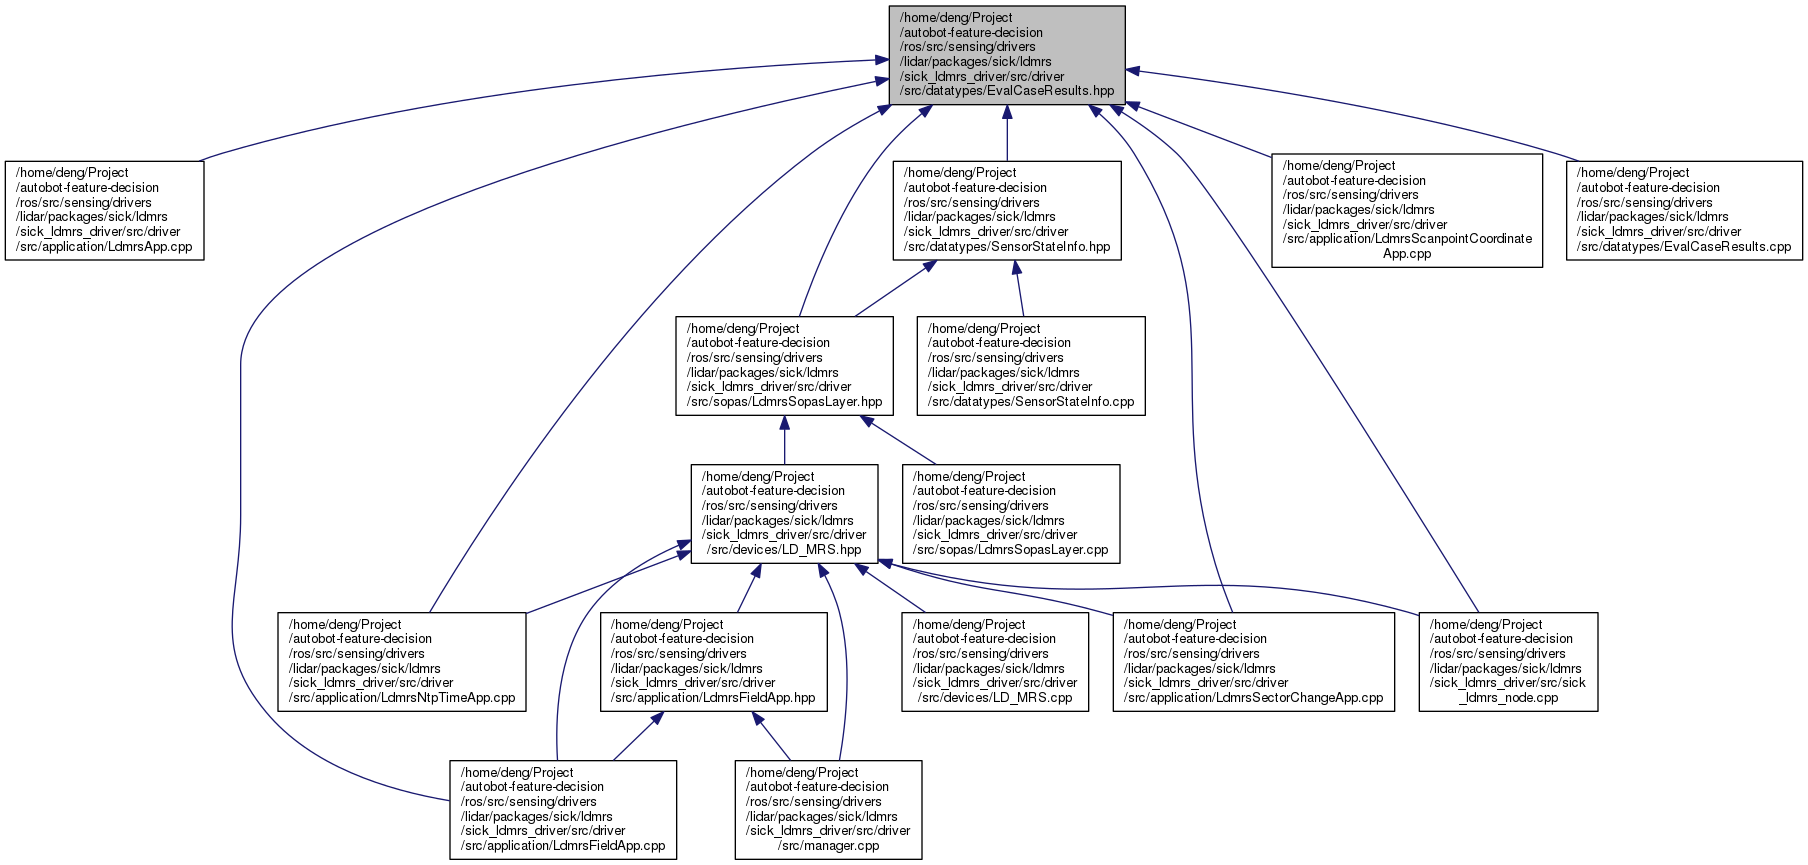 /home/deng/Project
/autobot-feature-decision
/ros/src/sensing/drivers
/lidar/packages/sick/ldmrs
/sick_ldmrs_driver/src/driver
/src/datatypes/EvalCaseResults.hpp
/home/deng/Project
/autobot-feature-decision
/ros/src/sensing/drivers
/lidar/packages/sick/ldmrs
/sick_ldmrs_driver/src/driver
/src/application/LdmrsApp.cpp
/home/deng/Project
/autobot-feature-decision
/ros/src/sensing/drivers
/lidar/packages/sick/ldmrs
/sick_ldmrs_driver/src/driver
/src/datatypes/SensorStateInfo.hpp
/home/deng/Project
/autobot-feature-decision
/ros/src/sensing/drivers
/lidar/packages/sick/ldmrs
/sick_ldmrs_driver/src/driver
/src/application/LdmrsScanpointCoordinate
App.cpp
/home/deng/Project
/autobot-feature-decision
/ros/src/sensing/drivers
/lidar/packages/sick/ldmrs
/sick_ldmrs_driver/src/driver
/src/datatypes/EvalCaseResults.cpp
/home/deng/Project
/autobot-feature-decision
/ros/src/sensing/drivers
/lidar/packages/sick/ldmrs
/sick_ldmrs_driver/src/driver
/src/sopas/LdmrsSopasLayer.hpp
/home/deng/Project
/autobot-feature-decision
/ros/src/sensing/drivers
/lidar/packages/sick/ldmrs
/sick_ldmrs_driver/src/driver
/src/datatypes/SensorStateInfo.cpp
/home/deng/Project
/autobot-feature-decision
/ros/src/sensing/drivers
/lidar/packages/sick/ldmrs
/sick_ldmrs_driver/src/driver
/src/devices/LD_MRS.hpp
/home/deng/Project
/autobot-feature-decision
/ros/src/sensing/drivers
/lidar/packages/sick/ldmrs
/sick_ldmrs_driver/src/driver
/src/sopas/LdmrsSopasLayer.cpp
/home/deng/Project
/autobot-feature-decision
/ros/src/sensing/drivers
/lidar/packages/sick/ldmrs
/sick_ldmrs_driver/src/driver
/src/application/LdmrsNtpTimeApp.cpp
/home/deng/Project
/autobot-feature-decision
/ros/src/sensing/drivers
/lidar/packages/sick/ldmrs
/sick_ldmrs_driver/src/driver
/src/application/LdmrsFieldApp.hpp
/home/deng/Project
/autobot-feature-decision
/ros/src/sensing/drivers
/lidar/packages/sick/ldmrs
/sick_ldmrs_driver/src/driver
/src/devices/LD_MRS.cpp
/home/deng/Project
/autobot-feature-decision
/ros/src/sensing/drivers
/lidar/packages/sick/ldmrs
/sick_ldmrs_driver/src/driver
/src/application/LdmrsSectorChangeApp.cpp
/home/deng/Project
/autobot-feature-decision
/ros/src/sensing/drivers
/lidar/packages/sick/ldmrs
/sick_ldmrs_driver/src/sick
_ldmrs_node.cpp
/home/deng/Project
/autobot-feature-decision
/ros/src/sensing/drivers
/lidar/packages/sick/ldmrs
/sick_ldmrs_driver/src/driver
/src/application/LdmrsFieldApp.cpp
/home/deng/Project
/autobot-feature-decision
/ros/src/sensing/drivers
/lidar/packages/sick/ldmrs
/sick_ldmrs_driver/src/driver
/src/manager.cpp